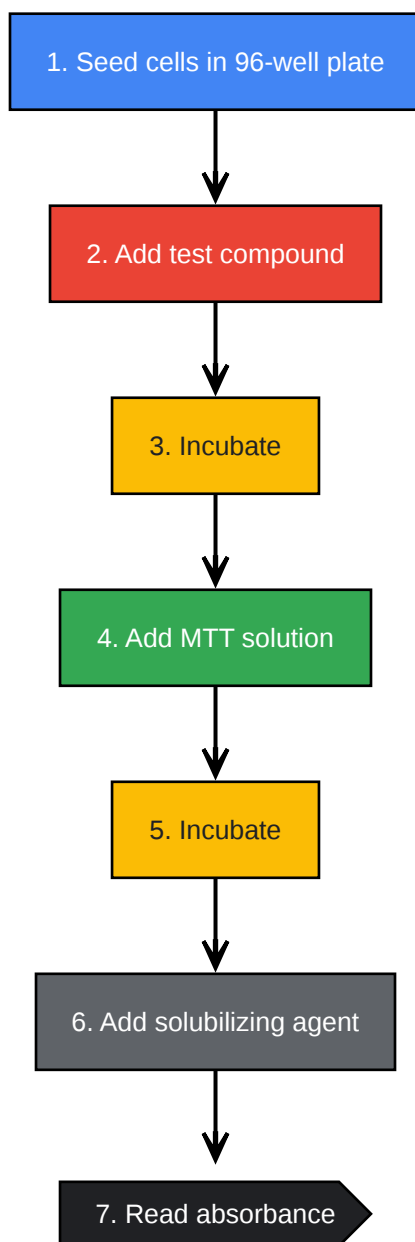 1. Seed cells in 96-well plate
2. Add test compound
3. Incubate
4. Add MTT solution
5. Incubate
6. Add solubilizing agent
7. Read absorbance